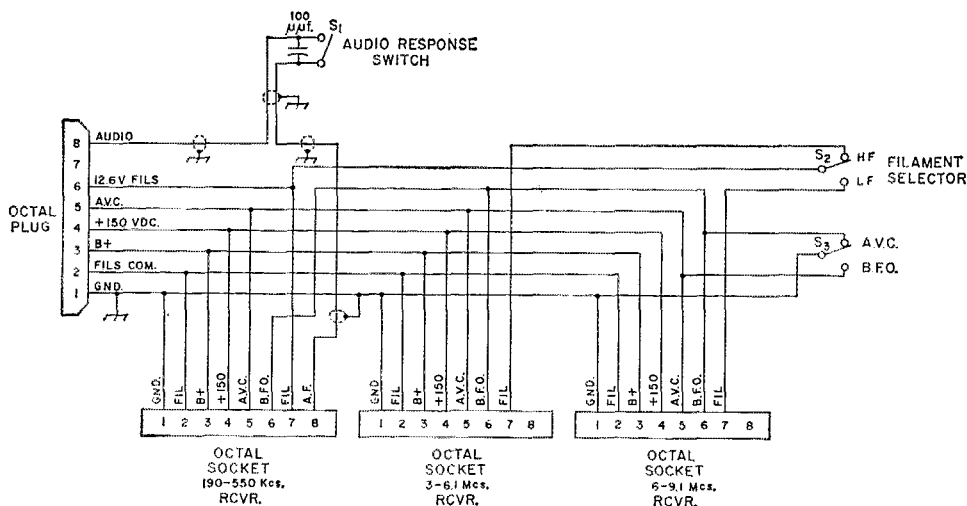 100
μμf.
S1
AUDIO RESPONSE
SWITCH
OCTAL
PLUG
8 AUDIO
7
6 12.6V FILS
5 A.V.C.
4 +150 VDC.
3 B+
2 FILS COM.
1 GND.
S2
HF
LF
FILAMENT
SELECTOR
S3
A.V.C.
B.F.O.
GND.
FIL
B+
+150
A.V.C.
B.F.O.
FIL
A.F.
1 2 3 4 5 6 7 8
OCTAL
SOCKET
190-550 Kcs.
RCVR.
GND.
FIL
B+
+150
A.V.C.
B.F.O.
FIL
1 2 3 4 5 6 7 8
OCTAL
SOCKET
3-6.1 Mcs.
RCVR.
GND.
FIL
B+
+150
A.V.C.
B.F.O.
FIL
1 2 3 4 5 6 7 8
OCTAL
SOCKET
6-9.1 Mcs.
RCVR.